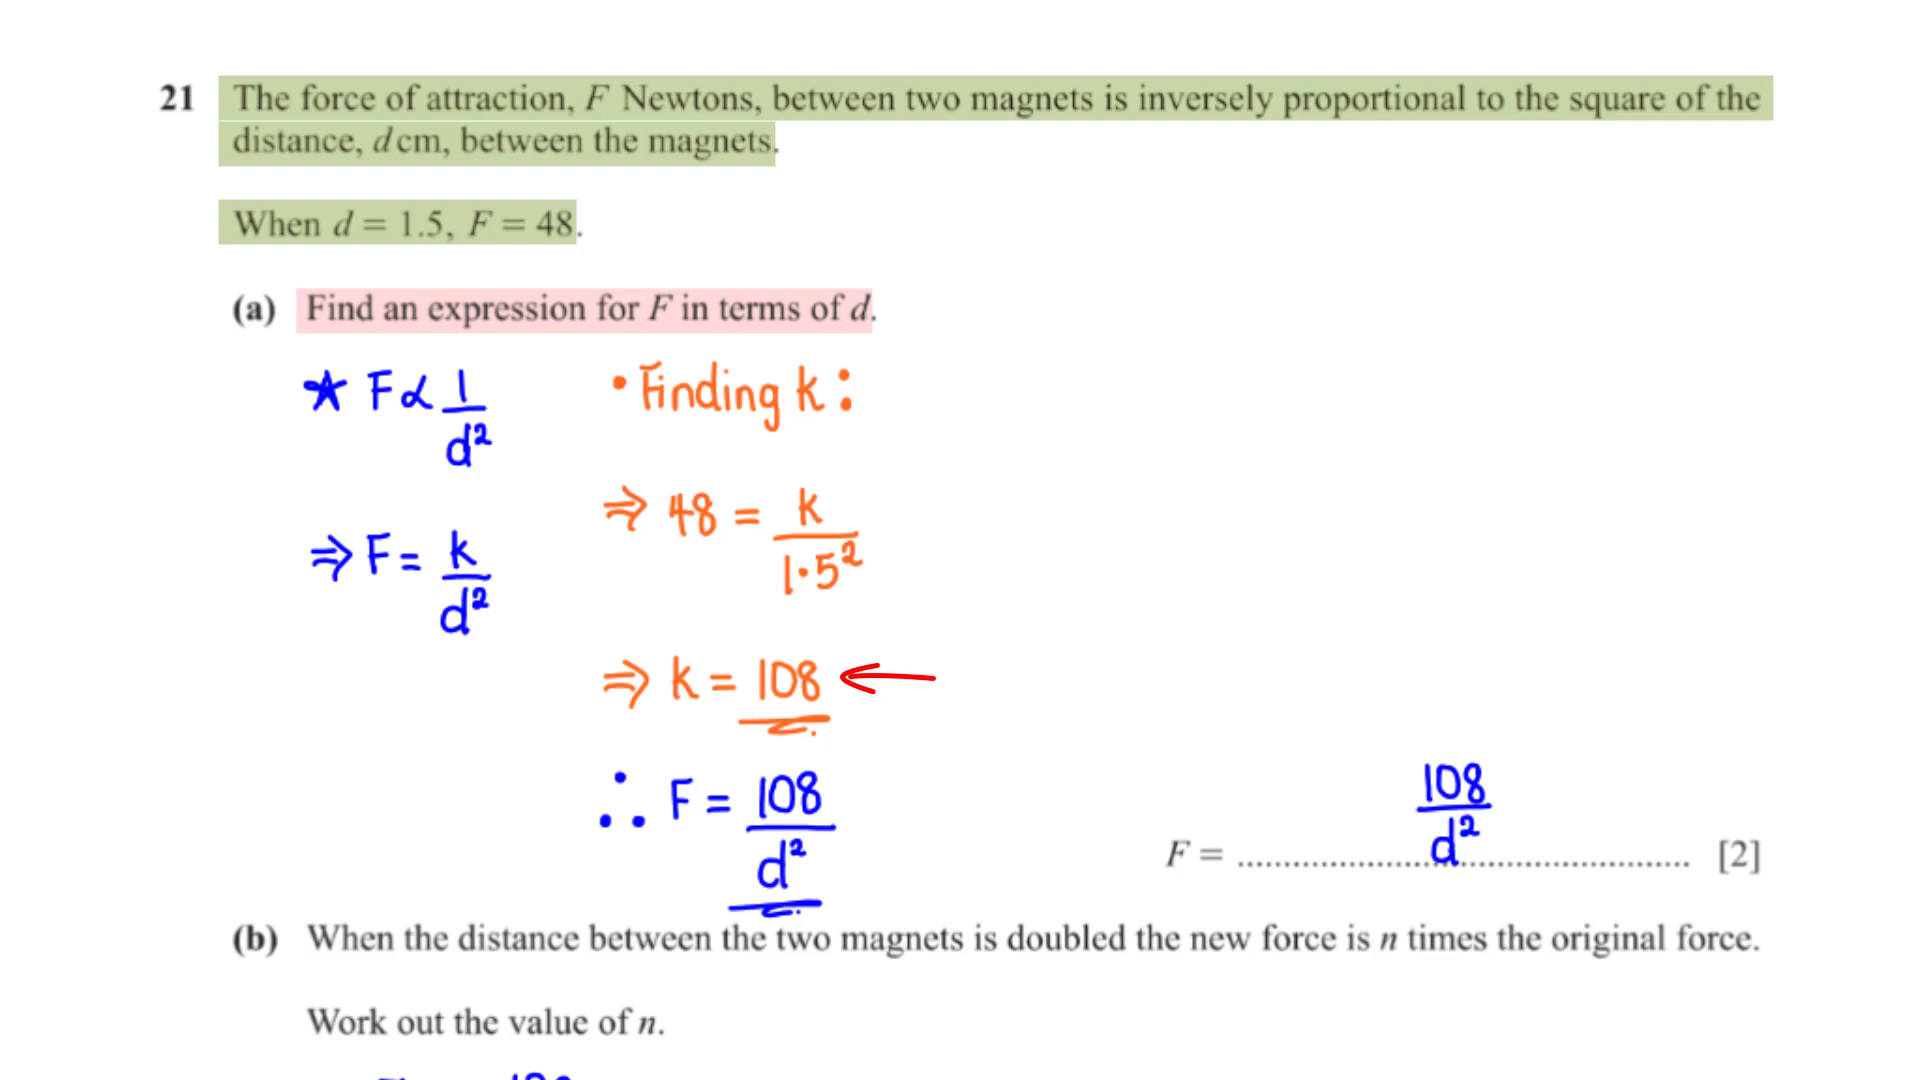 21 The force of attraction, F Newtons, between two magnets is inversely proportional to the square of the
distance, d cm, between the magnets.
When d = 1.5, F = 48.
(a) Find an expression for F in terms of d.
★ F ∝ 1/d²
⇒ F = k/d²
• Finding k:
⇒ 48 = k/1.5²
⇒ k = 108 ←
∴ F = 108/d²
F = 108/d² [2]
(b) When the distance between the two magnets is doubled the new force is n times the original force.
Work out the value of n.